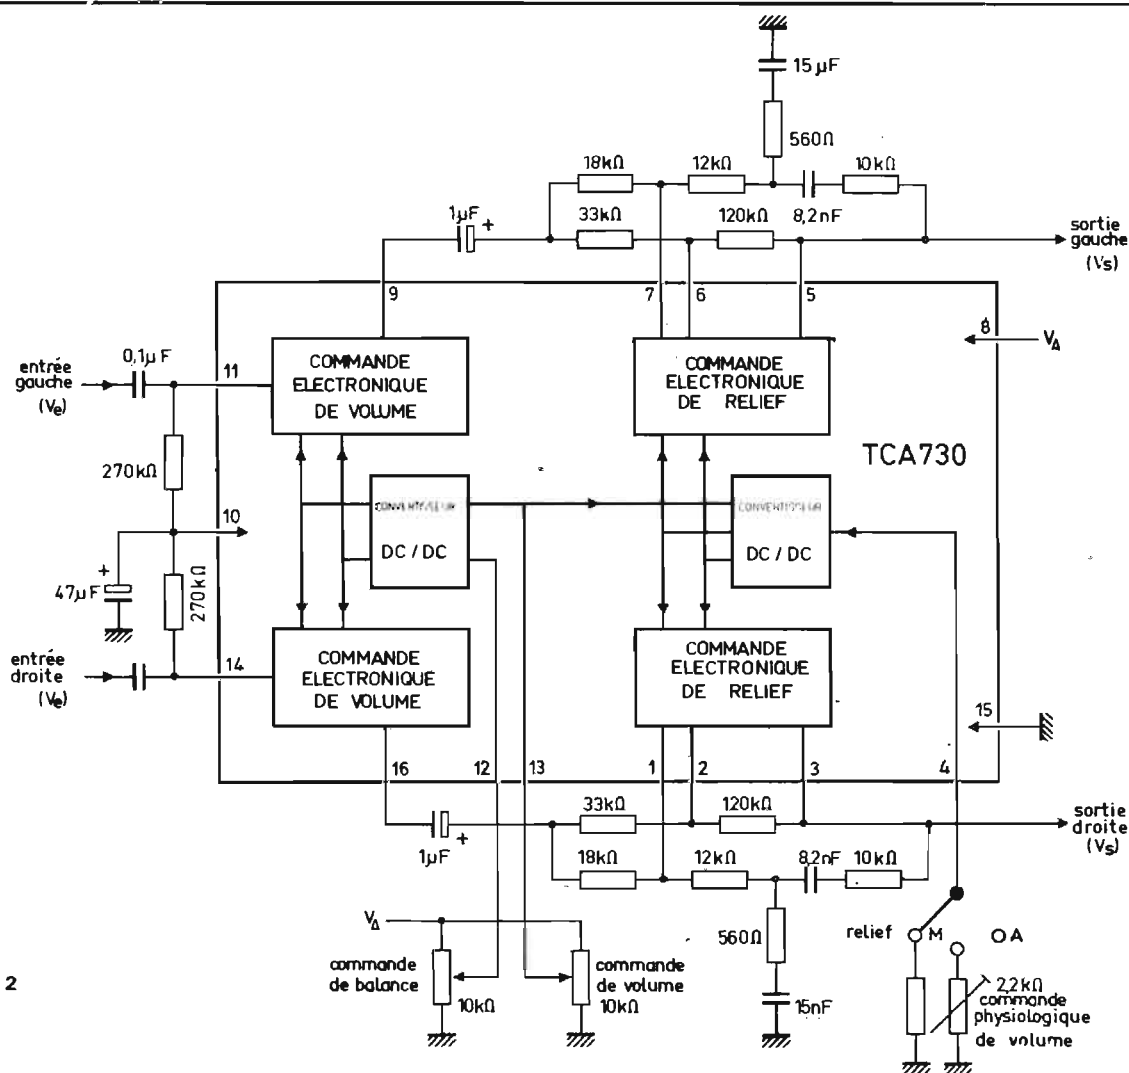 15 µF
560Ω
18kΩ
12kΩ
10kΩ
8,2nF
1µF
+
33kΩ
120kΩ
sortie
gauche
(Vs)
9
7
6
5
8
VΔ
0,1µF
entrée
gauche
(Ve)
11
COMMANDE
ELECTRONIQUE
DE VOLUME
COMMANDE
ELECTRONIQUE
DE RELIEF
TCA730
270kΩ
10
CONVERTISSEUR
DC / DC
CONVERTISSEUR
DC / DC
+
47µF
270kΩ
entrée
droite
(Ve)
14
COMMANDE
ELECTRONIQUE
DE VOLUME
COMMANDE
ELECTRONIQUE
DE RELIEF
15
16
12
13
1
2
3
4
33kΩ
120kΩ
sortie
droite
(Vs)
1µF
+
18kΩ
12kΩ
8,2nF
10kΩ
VΔ
560Ω
relief
M
A
commande
de balance
10kΩ
commande
de volume
10kΩ
15nF
2,2kΩ
commande
physiologique
de volume
2